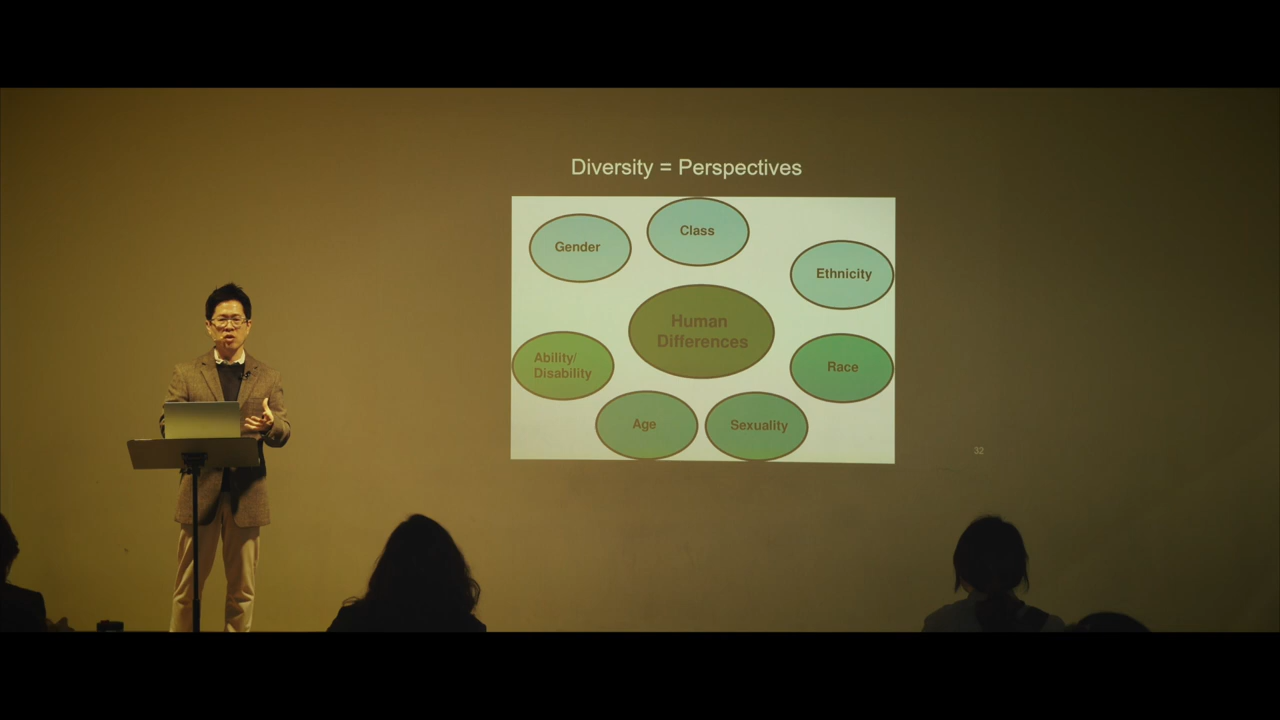 Diversity = Perspectives
Class
Gender
Ethnicity
Human
Differences
Ability/
Disability
Race
Age
Sexuality
32